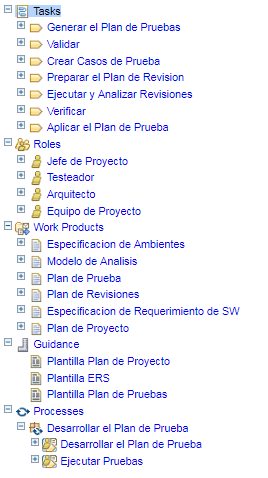 Tasks
Generar el Plan de Pruebas
Validar
Crear Casos de Prueba
Preparar el Plan de Revision
Ejecutar y Analizar Revisiones
Verificar
Aplicar el Plan de Prueba
Roles
Jefe de Proyecto
Testeador
Arquitecto
Equipo de Proyecto
Work Products
Especificacion de Ambientes
Modelo de Analisis
Plan de Prueba
Plan de Revisiones
Especificacion de Requerimiento de SW
Plan de Proyecto
Guidance
Plantilla Plan de Proyecto
Plantilla ERS
Plantilla Plan de Pruebas
Processes
Desarrollar el Plan de Prueba
Desarrollar el Plan de Prueba
Ejecutar Pruebas